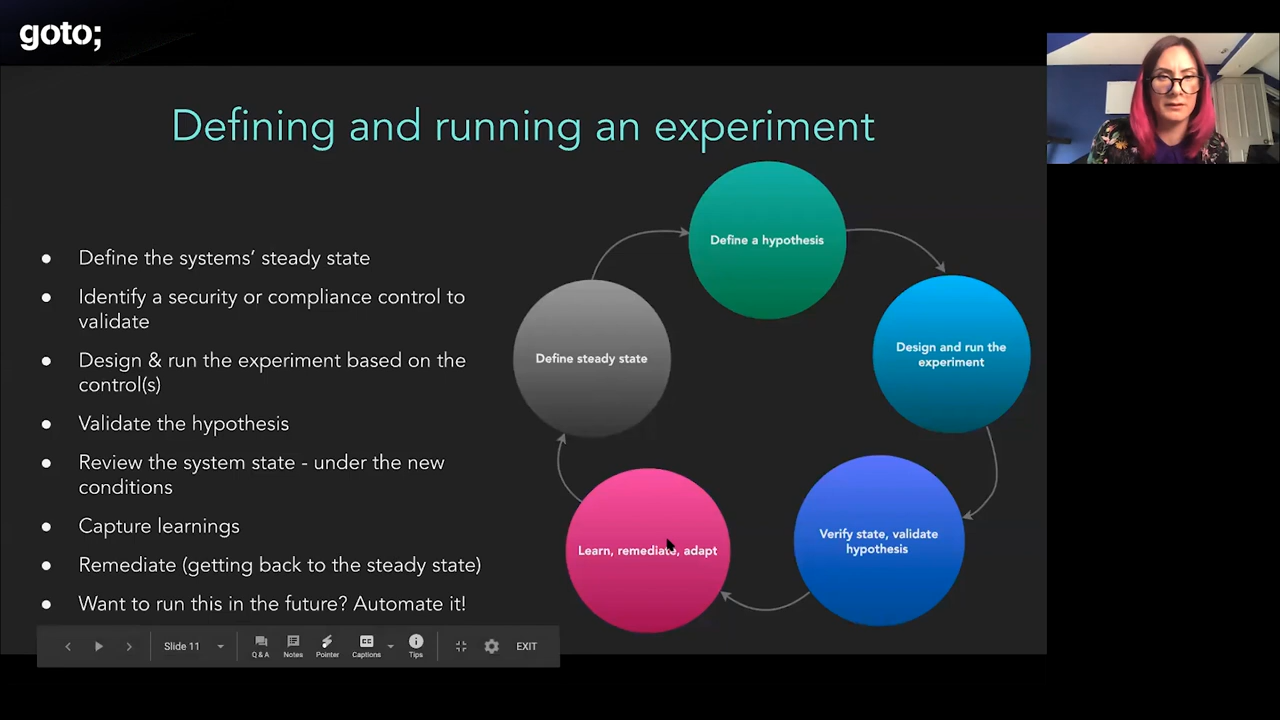 goto;
Defining and running an experiment
Define the systems’ steady state
Identify a security or compliance control to
validate
Design & run the experiment based on the
control(s)
Validate the hypothesis
Review the system state - under the new
conditions
Capture learnings
Remediate (getting back to the steady state)
Want to run this in the future? Automate it!
Define a hypothesis
Design and run the
experiment
Verify state, validate
hypothesis
Learn, remediate, adapt
Define steady state
Slide 11
Q & A
Notes
Pointer
CC
Captions
Tips
EXIT